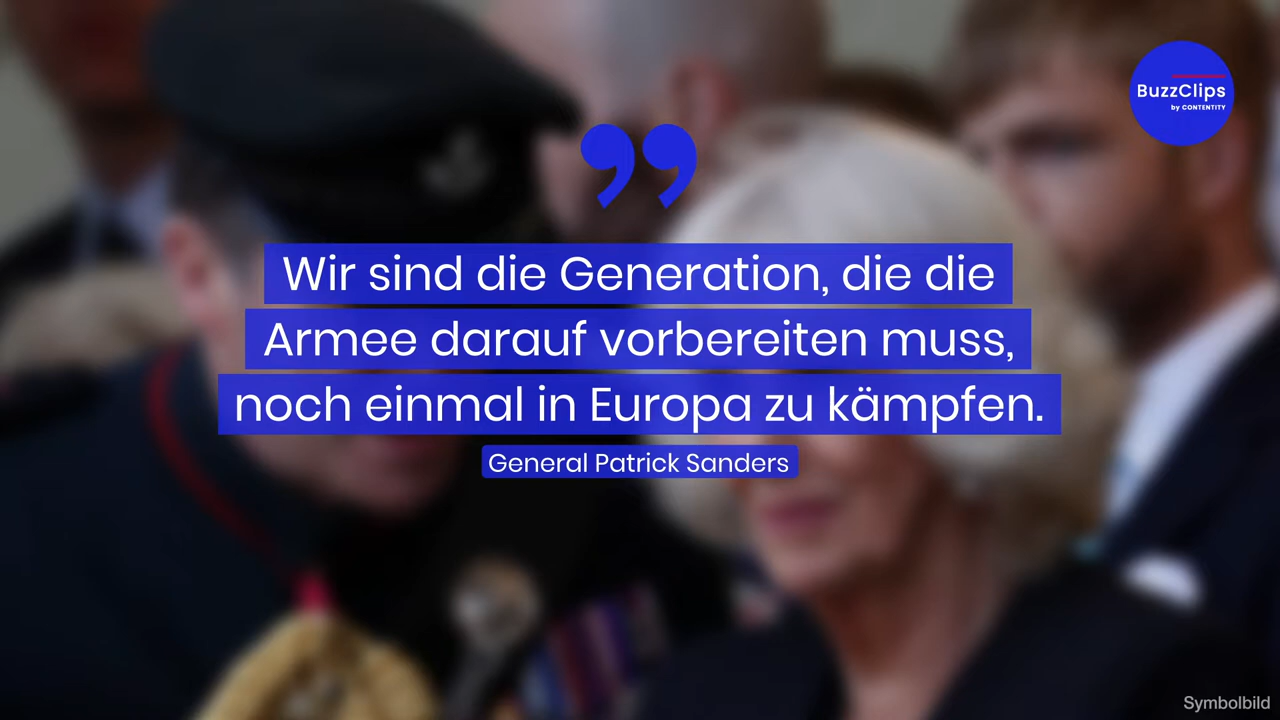 BuzzClips
by CONTENTITY
”
Wir sind die Generation, die die
Armee darauf vorbereiten muss,
noch einmal in Europa zu kämpfen.
General Patrick Sanders
Symbolbild